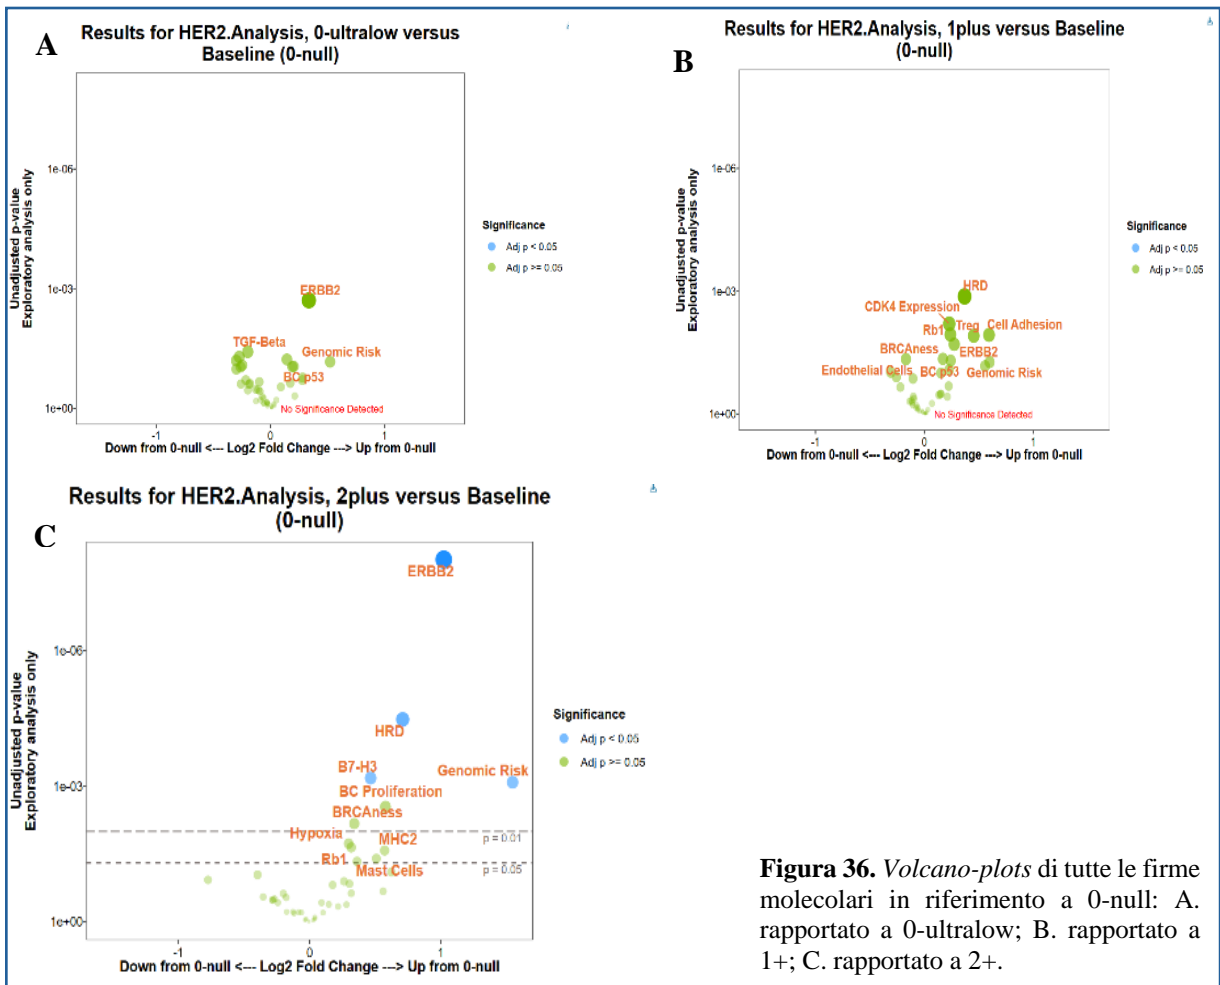 A
Results for HER2.Analysis, 0-ultralow versus
Baseline (0-null)
Unadjusted p-value
Exploratory analysis only
1e-06
1e-03
1e+00
ERBB2
TGF-Beta
Genomic Risk
BC p53
No Significance Detected
-1
0
1
Down from 0-null <--- Log2 Fold Change ---> Up from 0-null
Significance
Adj p < 0.05
Adj p >= 0.05
B
Results for HER2.Analysis, 1plus versus Baseline
(0-null)
Unadjusted p-value
Exploratory analysis only
1e-06
1e-03
1e+00
HRD
CDK4 Expression
Rb1
Treg
Cell Adhesion
BRCAness
ERBB2
Endothelial Cells
BC p53
Genomic Risk
No Significance Detected
-1
0
1
Down from 0-null <--- Log2 Fold Change ---> Up from 0-null
Significance
Adj p < 0.05
Adj p >= 0.05
C
Results for HER2.Analysis, 2plus versus Baseline
(0-null)
Unadjusted p-value
Exploratory analysis only
1e-06
1e-03
1e+00
ERBB2
HRD
B7-H3
Genomic Risk
BC Proliferation
BRCAness
Hypoxia
MHC2
p = 0.01
Rb1
Mast Cells
p = 0.05
-1
0
1
Down from 0-null <--- Log2 Fold Change ---> Up from 0-null
Significance
Adj p < 0.05
Adj p >= 0.05
Figura 36. Volcano-plots di tutte le firme
molecolari in riferimento a 0-null: A.
rapportato a 0-ultralow; B. rapportato a
1+; C. rapportato a 2+.